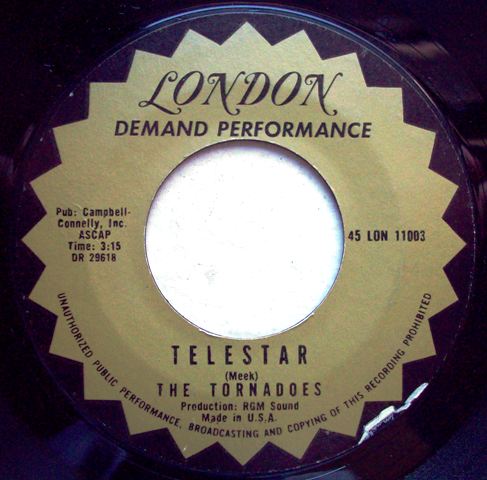 LONDON
DEMAND PERFORMANCE
Pub: Campbell-
Connelly, Inc.
ASCAP
Time: 3:15
DR 29618
45 LON 11003
TELESTAR
(Meek)
THE TORNADOES
Production: RGM Sound
Made in U.S.A.
UNAUTHORIZED PUBLIC PERFORMANCE, BROADCASTING AND COPYING OF THIS RECORDING PROHIBITED